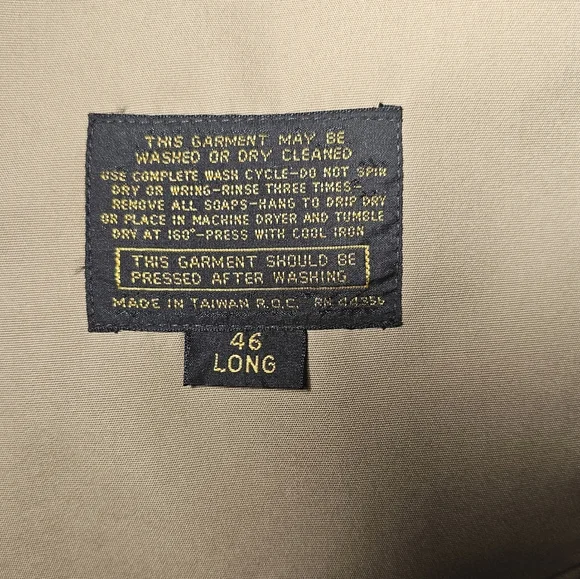 THIS GARMENT MAY BE
WASHED OR DRY CLEANED
USE COMPLETE WASH CYCLE-DO NOT SPIN
DRY OR WRING-RINSE THREE TIMES-
REMOVE ALL SOAPS-HANG TO DRIP DRY
OR PLACE IN MACHINE DRYER AND TUMBLE
DRY AT 160°-PRESS WITH COOL IRON
THIS GARMENT SHOULD BE
PRESSED AFTER WASHING
MADE IN TAIWAN R.O.C. RN 44356
46
LONG